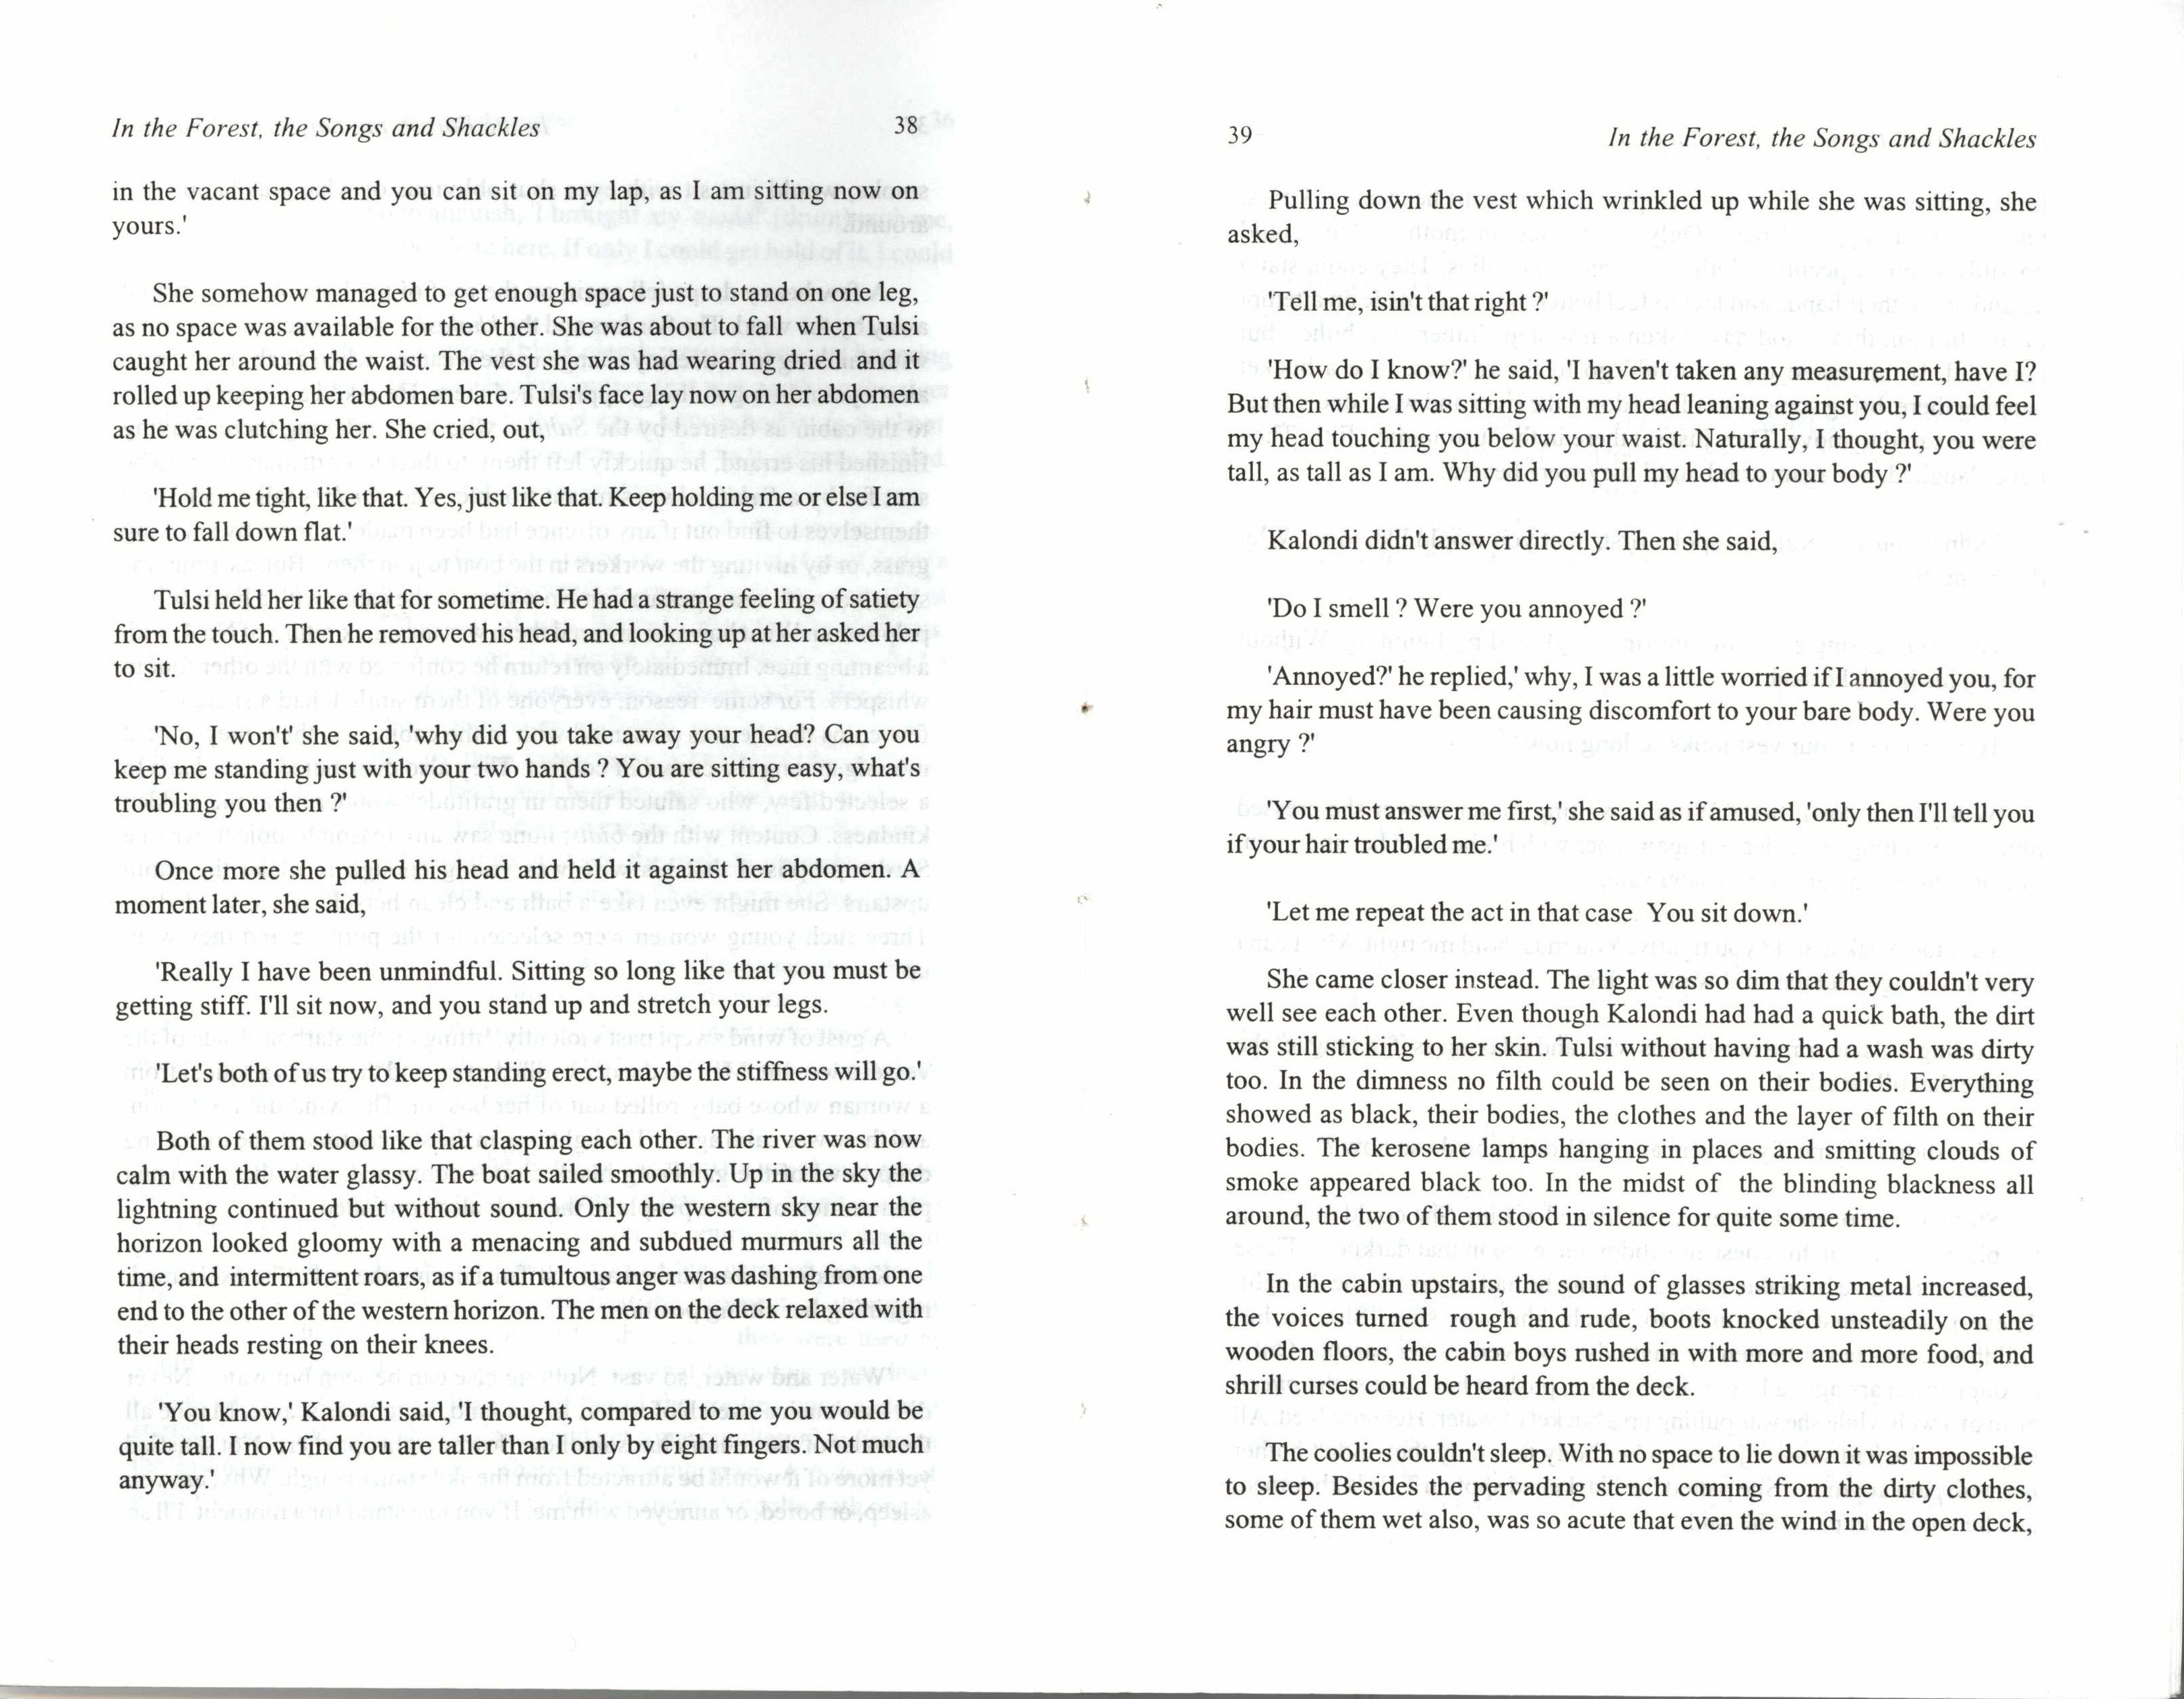 In the Forest, the Songs and Shackles 38
in the vacant space and you can sit on my lap, as I am sitting now on
yours.'
She somehow managed to get enough space just to stand on one leg,
as no space was available for the other. She was about to fall when Tulsi
caught her around the waist. The vest she was had wearing dried and it
rolled up keeping her abdomen bare. Tulsi's face lay now on her abdomen
as he was clutching her. She cried, out,
'Hold me tight, like that. Yes, just like that. Keep holding me or else I am
sure to fall down flat.'
Tulsi held her like that for sometime. He had a strange feeling of satiety
from the touch. Then he removed his head, and looking up at her asked her
to sit.
'No, I won't' she said, 'why did you take away your head? Can you
keep me standing just with your two hands ? You are sitting easy, what's
troubling you then ?'
Once more she pulled his head and held it against her abdomen. A
moment later, she said,
'Really I have been unmindful. Sitting so long like that you must be
getting stiff. I'll sit now, and you stand up and stretch your legs.
'Let's both of us try to keep standing erect, maybe the stiffness will go.'
Both of them stood like that clasping each other. The river was now
calm with the water glassy. The boat sailed smoothly. Up in the sky the
lightning continued but without sound. Only the western sky near the
horizon looked gloomy with a menacing and subdued murmurs all the
time, and intermittent roars, as if a tumultous anger was dashing from one
end to the other of the western horizon. The men on the deck relaxed with
their heads resting on their knees.
'You know,' Kalondi said, 'I thought, compared to me you would be
quite tall. I now find you are taller than I only by eight fingers. Not much
anyway.'
39 In the Forest, the Songs and Shackles
Pulling down the vest which wrinkled up while she was sitting, she
asked,
'Tell me, isin't that right ?'
'How do I know?' he said, 'I haven't taken any measurement, have I?
But then while I was sitting with my head leaning against you, I could feel
my head touching you below your waist. Naturally, I thought, you were
tall, as tall as I am. Why did you pull my head to your body ?'
Kalondi didn't answer directly. Then she said,
'Do I smell ? Were you annoyed ?'
'Annoyed?' he replied,' why, I was a little worried if I annoyed you, for
my hair must have been causing discomfort to your bare body. Were you
angry ?'
'You must answer me first,' she said as if amused, 'only then I'll tell you
if your hair troubled me.'
'Let me repeat the act in that case You sit down.'
She came closer instead. The light was so dim that they couldn't very
well see each other. Even though Kalondi had had a quick bath, the dirt
was still sticking to her skin. Tulsi without having had a wash was dirty
too. In the dimness no filth could be seen on their bodies. Everything
showed as black, their bodies, the clothes and the layer of filth on their
bodies. The kerosene lamps hanging in places and smitting clouds of
smoke appeared black too. In the midst of the blinding blackness all
around, the two of them stood in silence for quite some time.
In the cabin upstairs, the sound of glasses striking metal increased,
the voices turned rough and rude, boots knocked unsteadily on the
wooden floors, the cabin boys rushed in with more and more food, and
shrill curses could be heard from the deck.
The coolies couldn't sleep. With no space to lie down it was impossible
to sleep. Besides the pervading stench coming from the dirty clothes,
some of them wet also, was so acute that even the wind in the open deck,